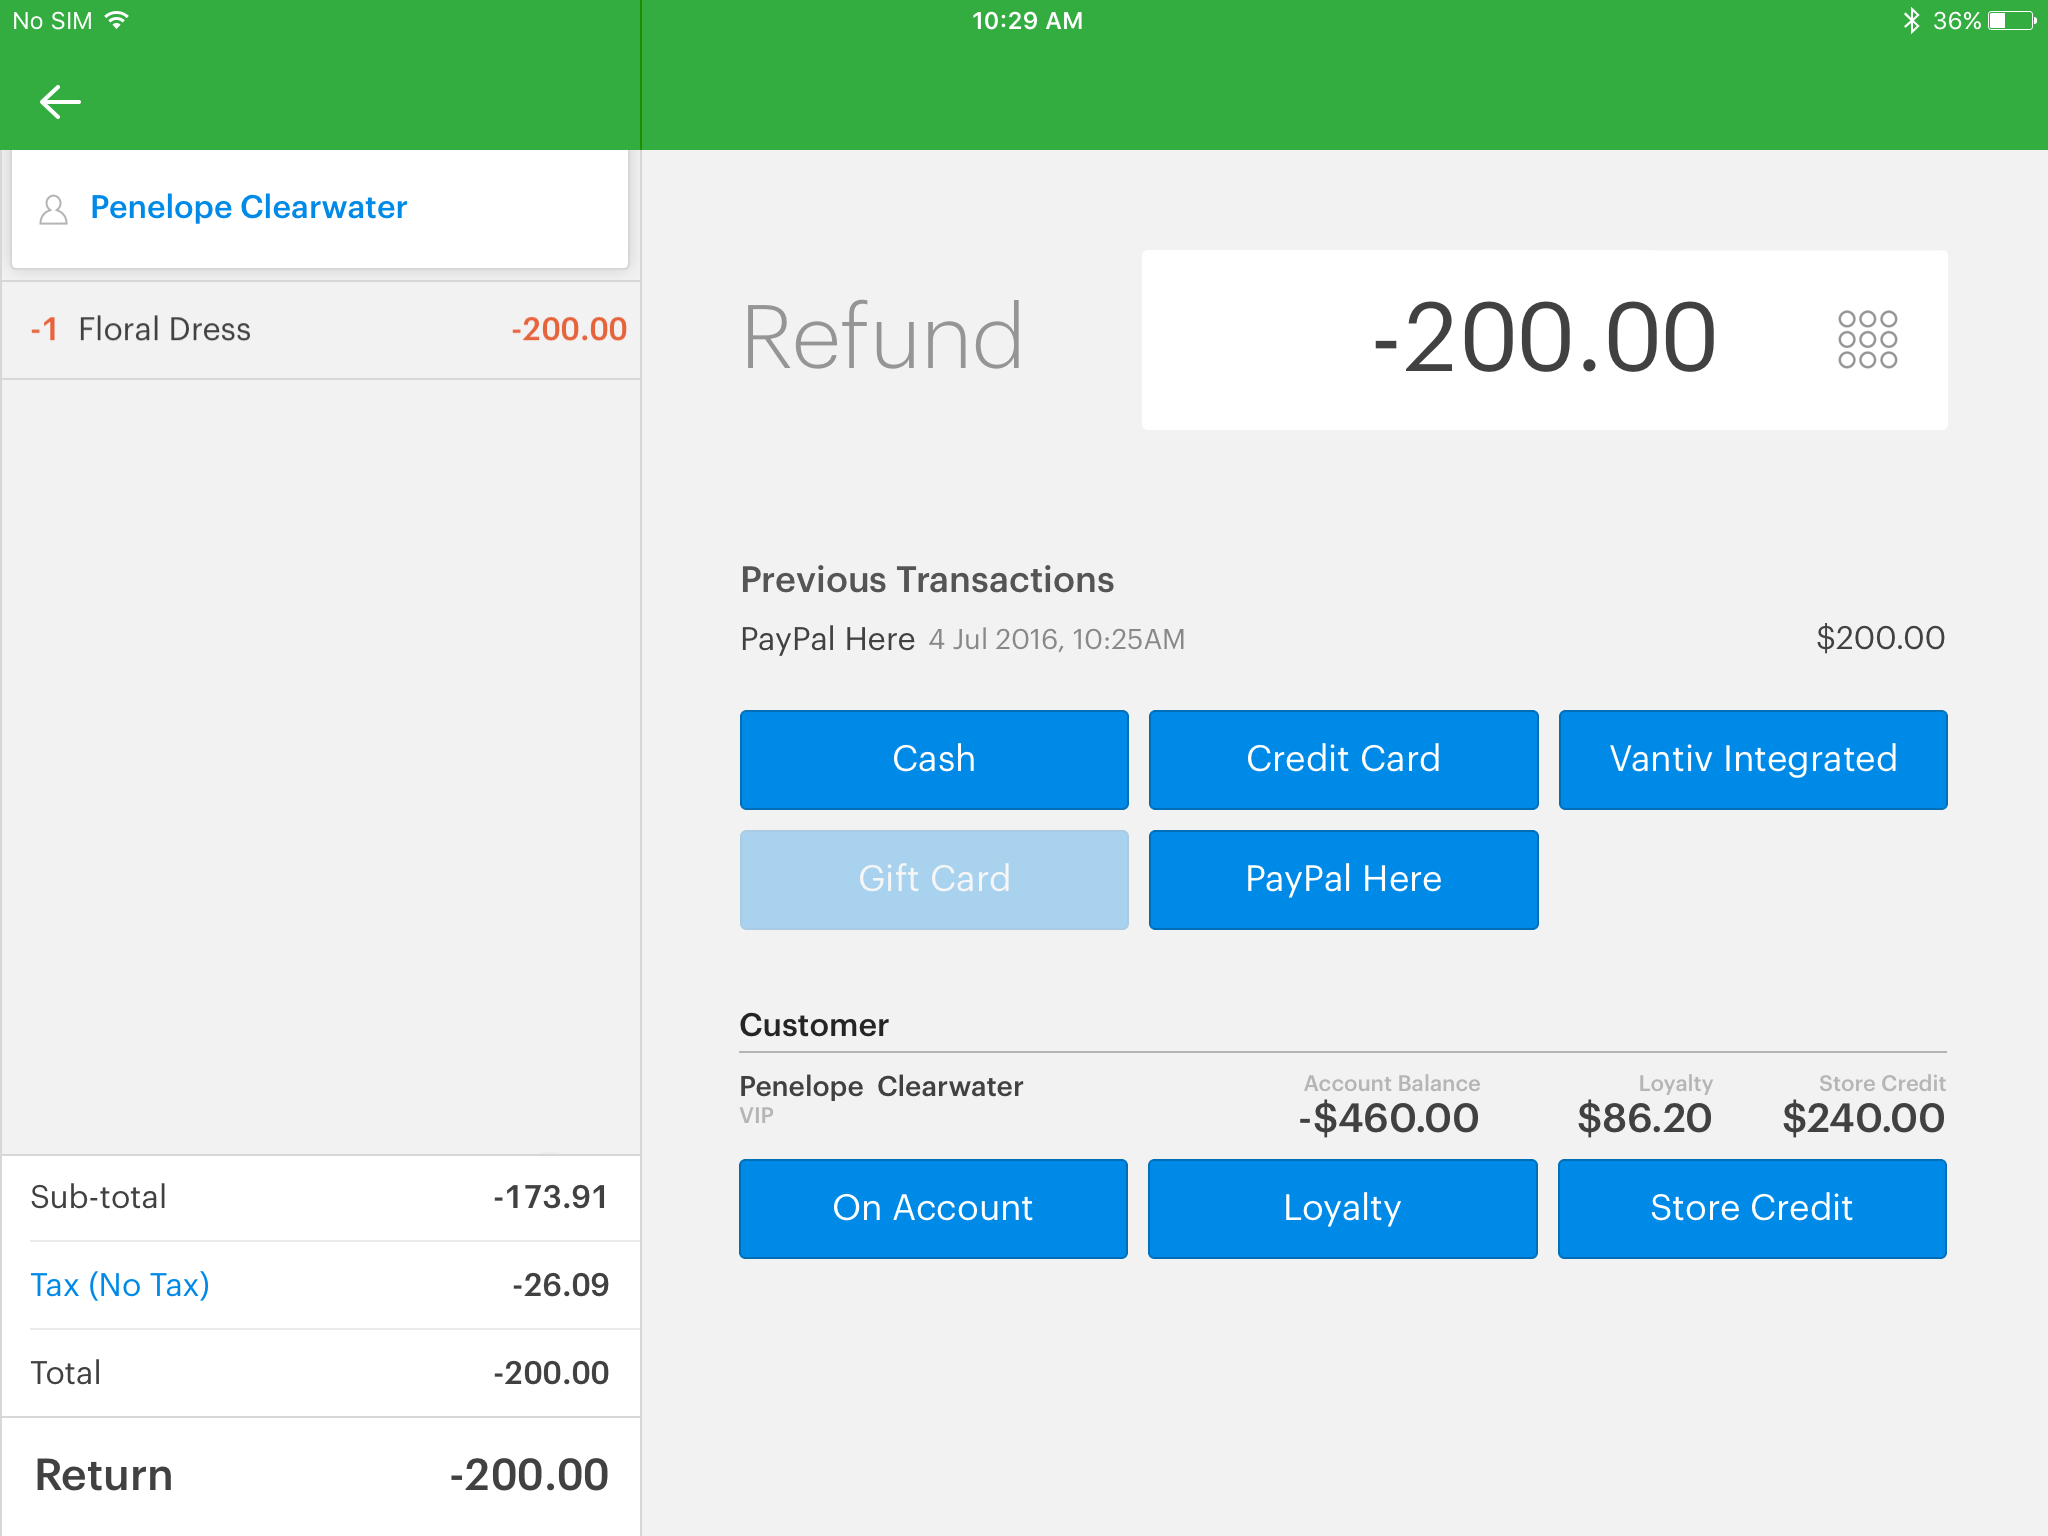 No SIM
10:29 AM
36%
Penelope Clearwater
-1 Floral Dress -200.00
Sub-total -173.91
Tax (No Tax) -26.09
Total -200.00
Return -200.00
Refund -200.00
Previous Transactions
PayPal Here 4 Jul 2016, 10:25AM $200.00
Cash
Credit Card
Vantiv Integrated
Gift Card
PayPal Here
Customer
Penelope Clearwater
VIP
Account Balance
-$460.00
Loyalty
$86.20
Store Credit
$240.00
On Account
Loyalty
Store Credit